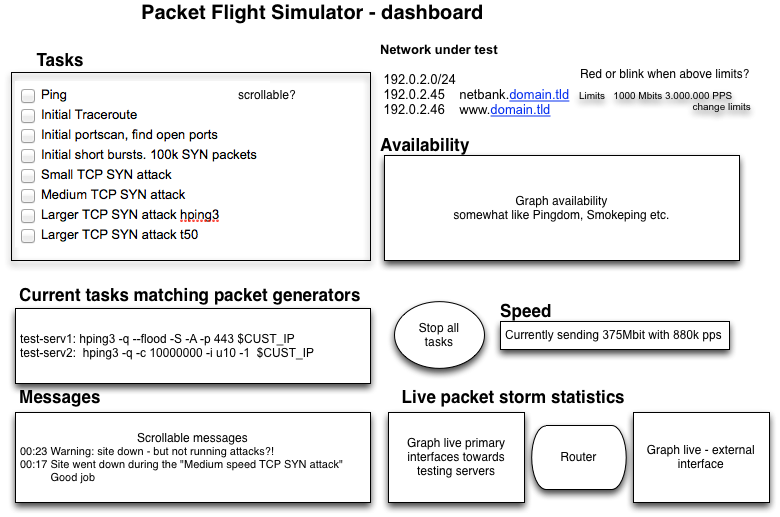 Packet Flight Simulator - dashboard
Tasks
Ping
scrollable?
Initial Traceroute
Initial portscan, find open ports
Initial short bursts. 100k SYN packets
Small TCP SYN attack
Medium TCP SYN attack
Larger TCP SYN attack hping3
Larger TCP SYN attack t50
Network under test
192.0.2.0/24
Red or blink when above limits?
192.0.2.45 netbank.domain.tld
Limits 1000 Mbits 3.000.000 PPS
192.0.2.46 www.domain.tld
change limits
Availability
Graph availability
somewhat like Pingdom, Smokeping etc.
Current tasks matching packet generators
test-serv1: hping3 -q --flood -S -A -p 443 $CUST_IP
test-serv2: hping3 -q -c 10000000 -i u10 -1 $CUST_IP
Stop all
tasks
Speed
Currently sending 375Mbit with 880k pps
Messages
Scrollable messages
00:23 Warning: site down - but not running attacks?!
00:17 Site went down during the "Medium speed TCP SYN attack"
Good job
Live packet storm statistics
Graph live primary
interfaces towards
testing servers
Router
Graph live - external
interface